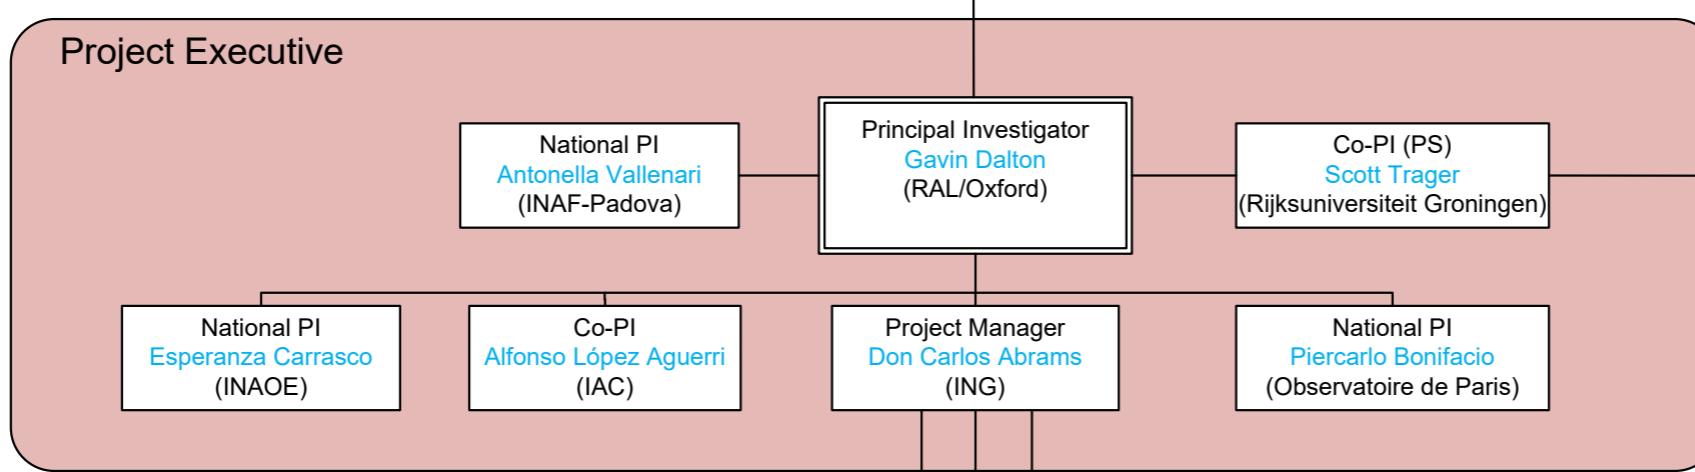 Project Executive
National PI
Antonella Vallenari
(INAF-Padova)
Principal Investigator
Gavin Dalton
(RAL/Oxford)
Co-PI (PS)
Scott Trager
(Rijksuniversiteit Groningen)
National PI
Esperanza Carrasco
(INAOE)
Co-PI
Alfonso López Aguerri
(IAC)
Project Manager
Don Carlos Abrams
(ING)
National PI
Piercarlo Bonifacio
(Observatoire de Paris)